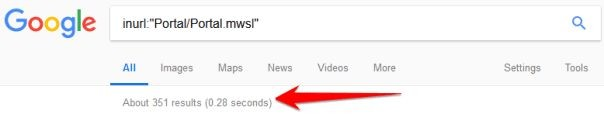 Google inurl:"Portal/Portal.mwsl"
All Images Maps News Videos More Settings Tools
About 351 results (0.28 seconds)